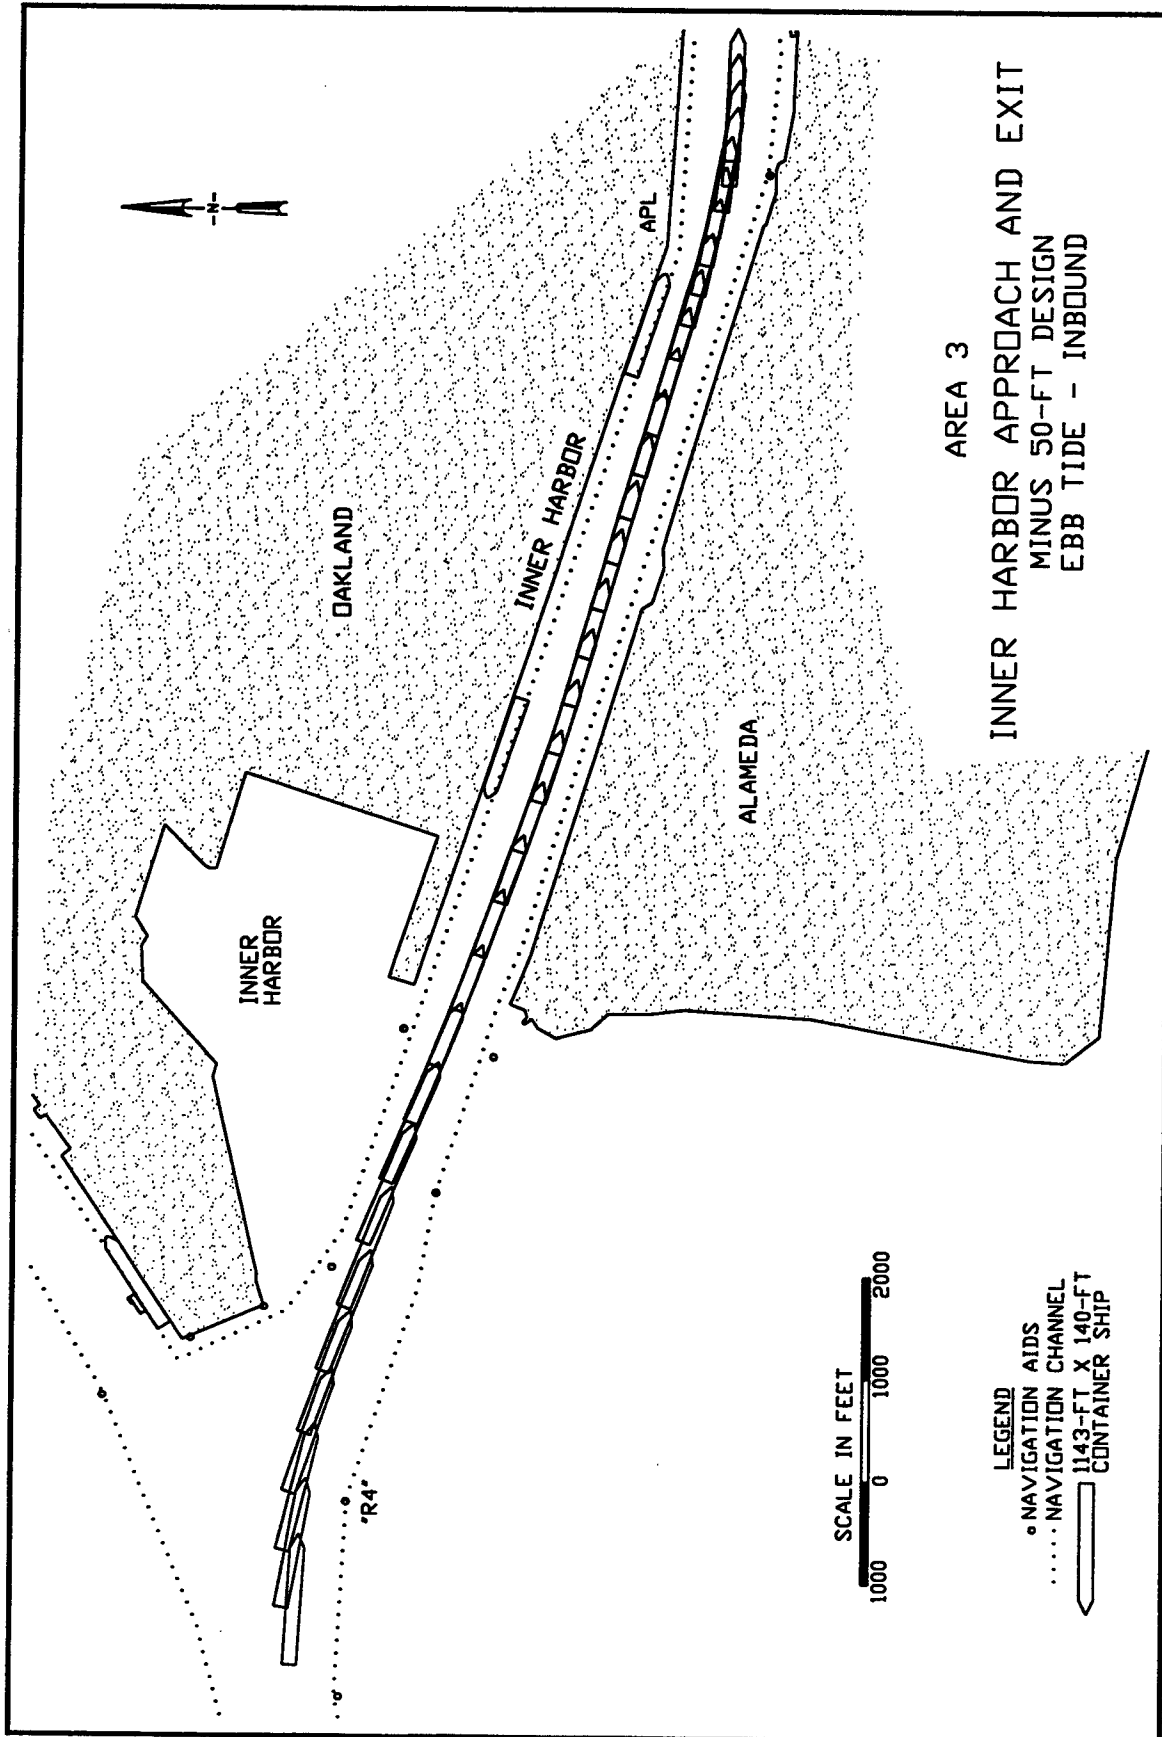 -N-
APL
OAKLAND
INNER HARBOR
INNER
HARBOR
ALAMEDA
"R4"
AREA 3
INNER HARBOR APPROACH AND EXIT
MINUS 50-FT DESIGN
EBB TIDE - INBOUND
SCALE IN FEET
1000 0 1000 2000
LEGEND
NAVIGATION AIDS
NAVIGATION CHANNEL
1143-FT X 140-FT
CONTAINER SHIP